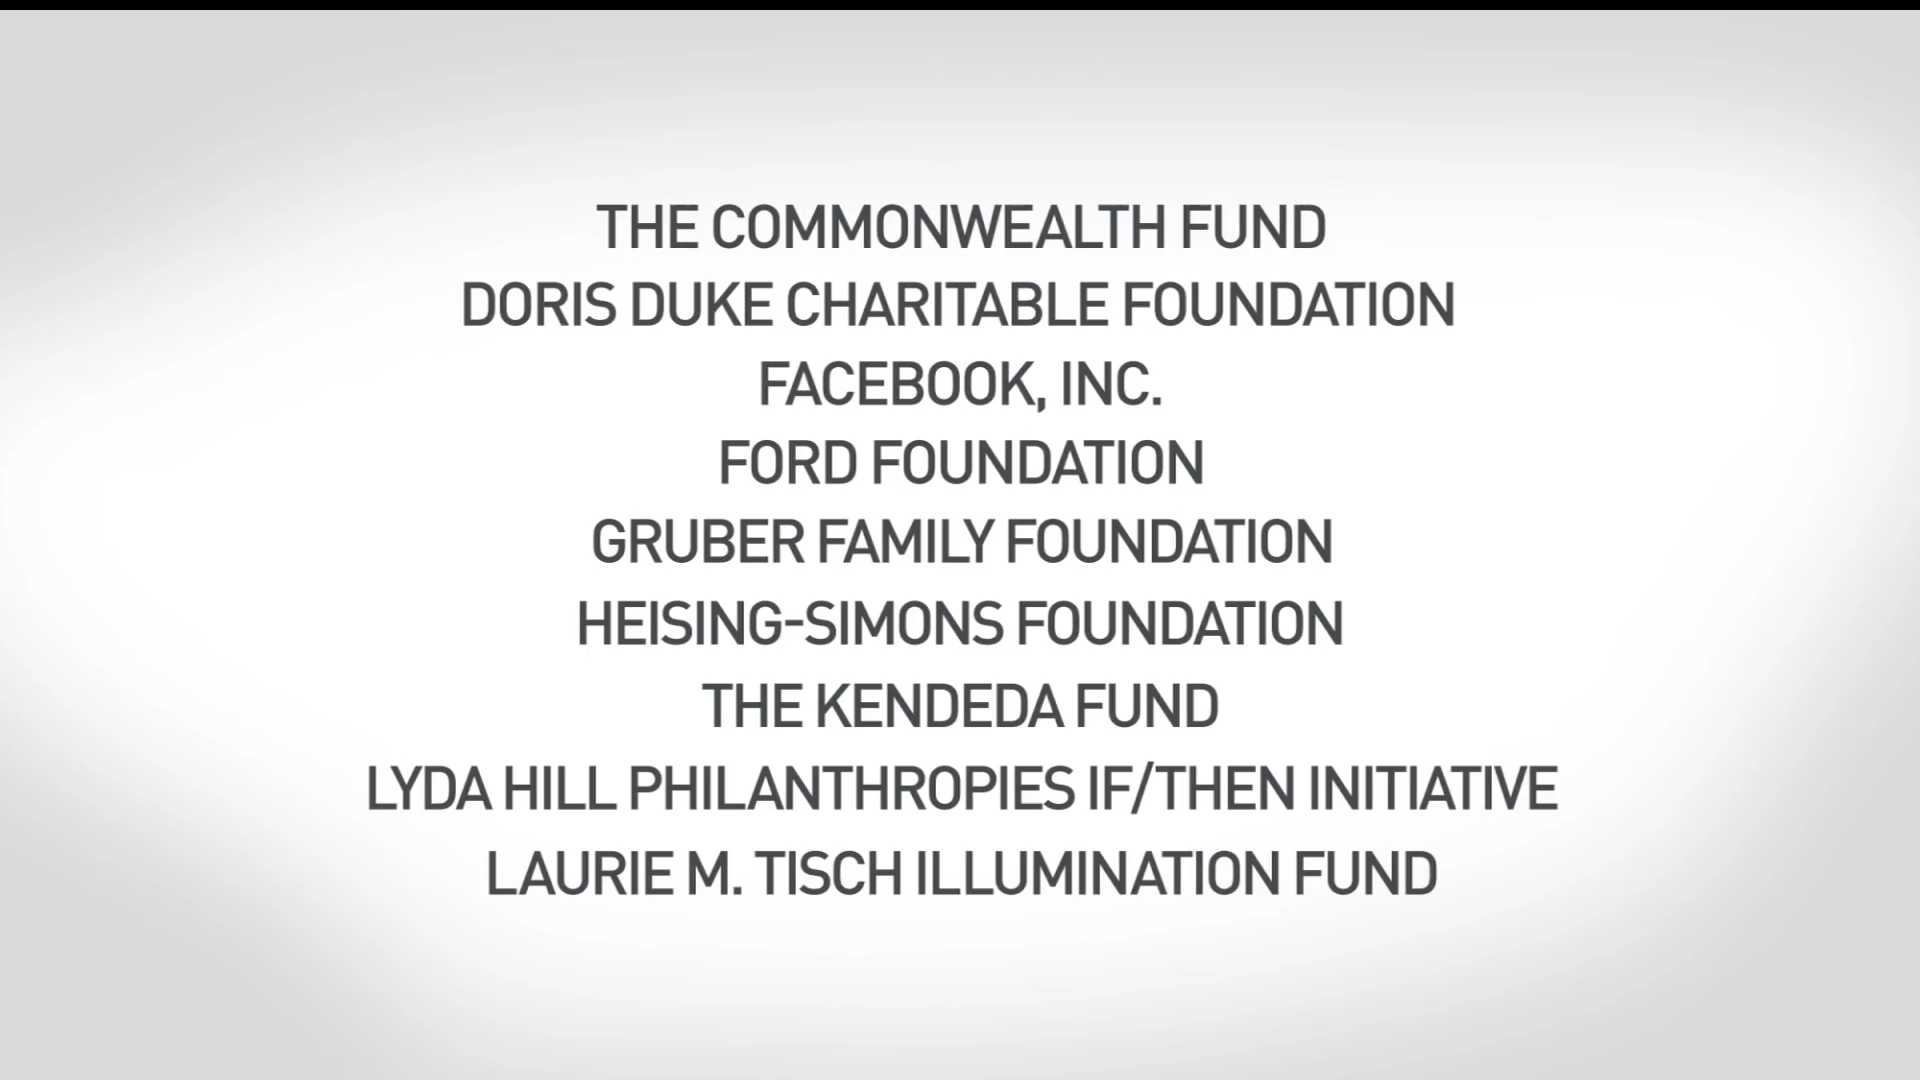 THE COMMONWEALTH FUND
DORIS DUKE CHARITABLE FOUNDATION
FACEBOOK, INC.
FORD FOUNDATION
GRUBER FAMILY FOUNDATION
HEISING-SIMONS FOUNDATION
THE KENDEDA FUND
LYDA HILL PHILANTHROPIES IF/THEN INITIATIVE
LAURIE M. TISCH ILLUMINATION FUND